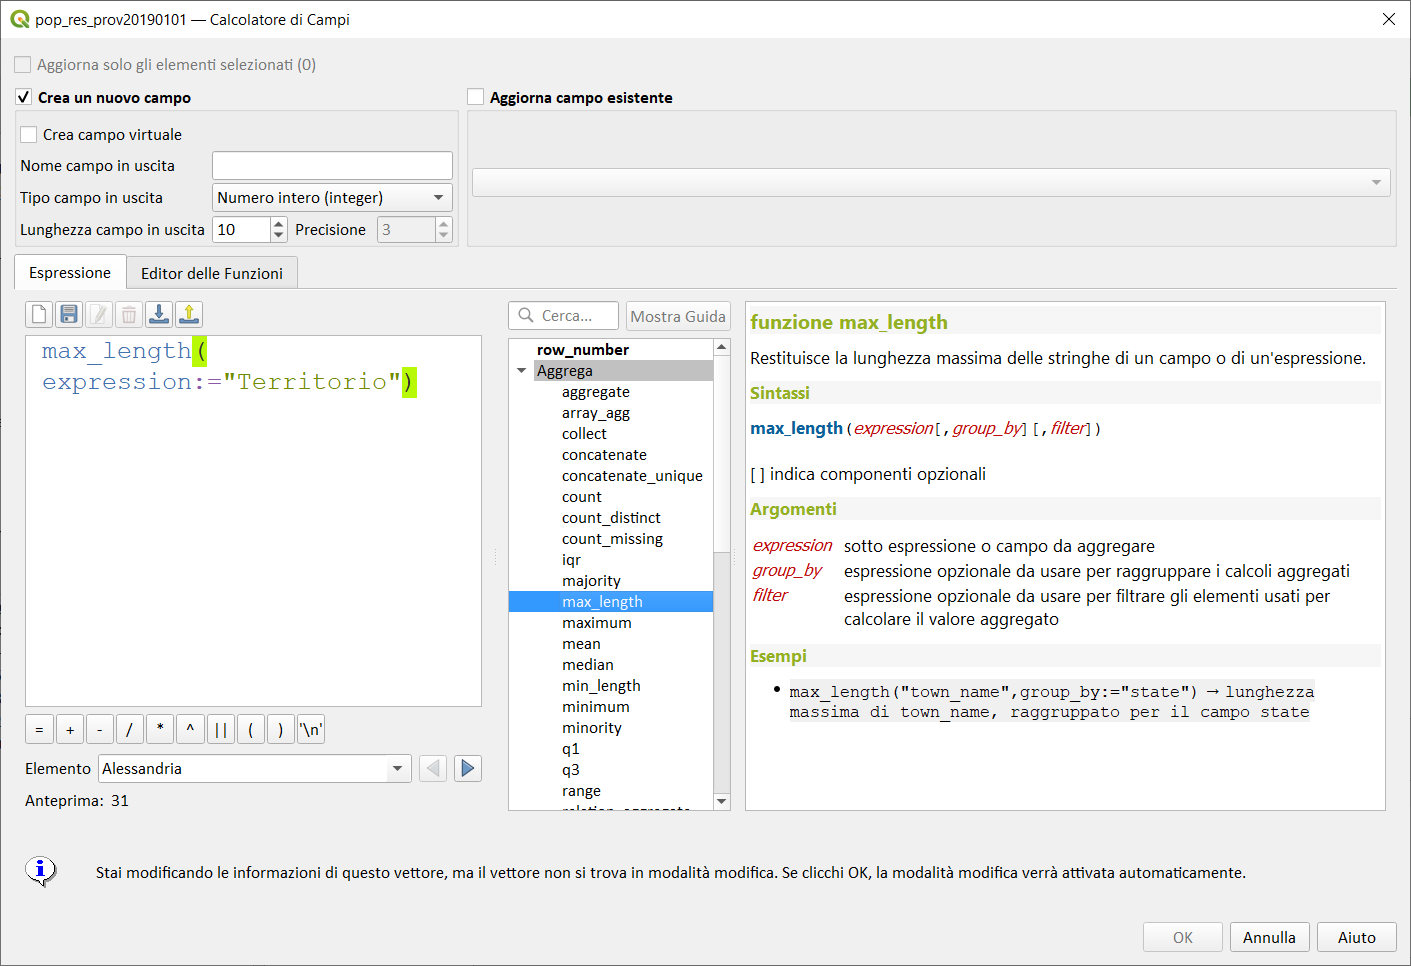 pop_res_prov20190101 — Calcolatore di Campi
Aggiorna solo gli elementi selezionati (0)
Crea un nuovo campo
Aggiorna campo esistente
Crea campo virtuale
Nome campo in uscita
Tipo campo in uscita Numero intero (integer)
Lunghezza campo in uscita 10 Precisione 3
Espressione Editor delle Funzioni
max_length(
expression:="Territorio")
= + - / * ^ || ( ) '\n'
Elemento Alessandria
Anteprima: 31
Cerca... Mostra Guida
row_number
Aggrega
aggregate
array_agg
collect
concatenate
concatenate_unique
count
count_distinct
count_missing
iqr
majority
max_length
maximum
mean
median
min_length
minimum
minority
q1
q3
range
relation_aggregate
funzione max_length
Restituisce la lunghezza massima delle stringhe di un campo o di un'espressione.
Sintassi
max_length(expression[,group_by][,filter])
[ ] indica componenti opzionali
Argomenti
expression sotto espressione o campo da aggregare
group_by espressione opzionale da usare per raggruppare i calcoli aggregati
filter espressione opzionale da usare per filtrare gli elementi usati per
calcolare il valore aggregato
Esempi
• max_length("town_name",group_by:="state") → lunghezza
massima di town_name, raggruppato per il campo state
Stai modificando le informazioni di questo vettore, ma il vettore non si trova in modalità modifica. Se clicchi OK, la modalità modifica verrà attivata automaticamente.
OK Annulla Aiuto